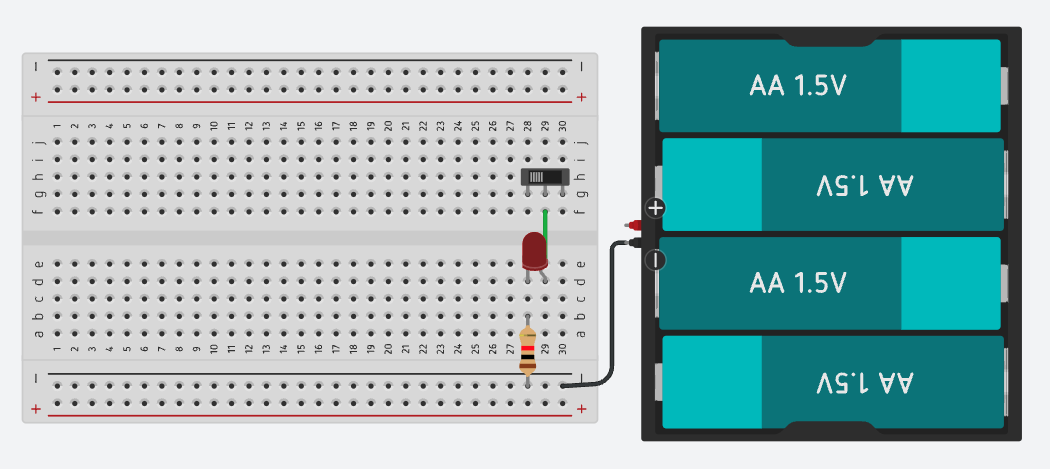 − −
+ +
1 2 3 4 5 6 7 8 9 10 11 12 13 14 15 16 17 18 19 20 21 22 23 24 25 26 27 28 29 30
j j
i i
h h
g g
f f
e e
d d
c c
b b
a a
1 2 3 4 5 6 7 8 9 10 11 12 13 14 15 16 17 18 19 20 21 22 23 24 25 26 27 28 29 30
− −
+ +
AA 1.5V
AA 1.5V
+
−
AA 1.5V
AA 1.5V